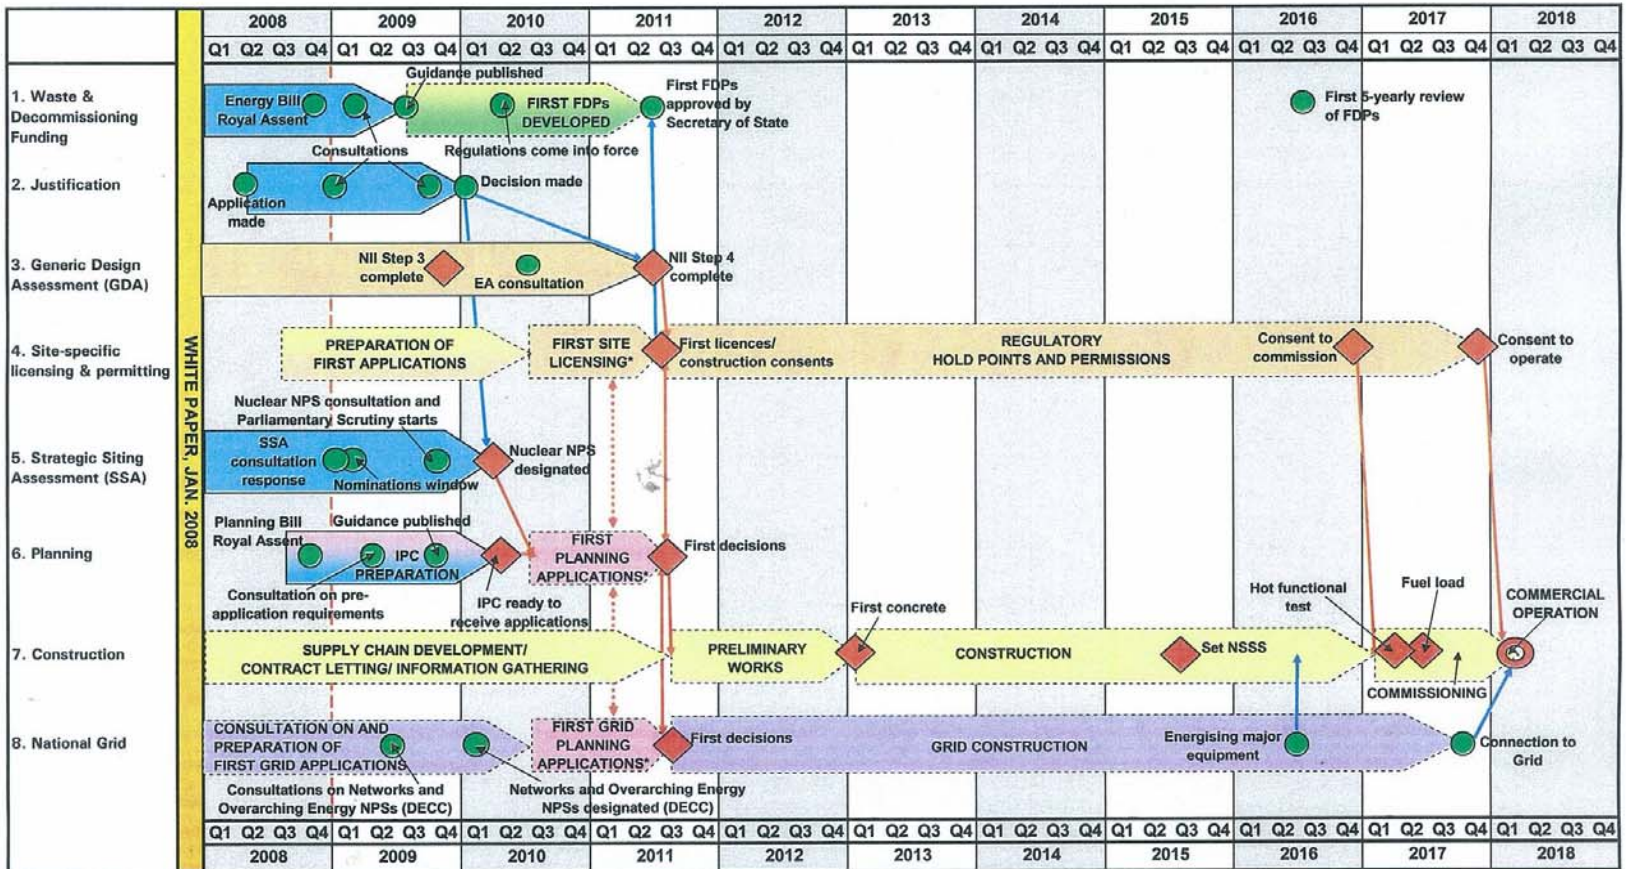 2008 2009 2010 2011 2012 2013 2014 2015 2016 2017 2018
Q1 Q2 Q3 Q4 Q1 Q2 Q3 Q4 Q1 Q2 Q3 Q4 Q1 Q2 Q3 Q4 Q1 Q2 Q3 Q4 Q1 Q2 Q3 Q4 Q1 Q2 Q3 Q4 Q1 Q2 Q3 Q4 Q1 Q2 Q3 Q4 Q1 Q2 Q3 Q4 Q1 Q2 Q3 Q4
WHITE PAPER, JAN. 2008
1. Waste &
Decommissioning
Funding
Energy Bill
Royal Assent
Guidance published
FIRST FDPs
DEVELOPED
First FDPs
approved by
Secretary of State
First 5-yearly review
of FDPs
Consultations
Regulations come into force
2. Justification
Application
made
Decision made
3. Generic Design
Assessment (GDA)
NII Step 3
complete
EA consultation
NII Step 4
complete
4. Site-specific
licensing & permitting
PREPARATION OF
FIRST APPLICATIONS
FIRST SITE
LICENSING*
First licences/
construction consents
REGULATORY
HOLD POINTS AND PERMISSIONS
Consent to
commission
Consent to
operate
5. Strategic Siting
Assessment (SSA)
Nuclear NPS consultation and
Parliamentary Scrutiny starts
SSA
consultation
response
Nominations window
Nuclear NPS
designated
6. Planning
Planning Bill
Royal Assent
Guidance published
IPC
PREPARATION
Consultation on pre-
application requirements
IPC ready to
receive applications
FIRST
PLANNING
APPLICATIONS*
First decisions
7. Construction
SUPPLY CHAIN DEVELOPMENT/
CONTRACT LETTING/ INFORMATION GATHERING
PRELIMINARY
WORKS
First concrete
CONSTRUCTION
Set NSSS
Hot functional
test
Fuel load
COMMISSIONING
COMMERCIAL
OPERATION
8. National Grid
CONSULTATION ON AND
PREPARATION OF
FIRST GRID APPLICATIONS
Consultations on Networks and
Overarching Energy NPSs (DECC)
Networks and Overarching Energy
NPSs designated (DECC)
FIRST GRID
PLANNING
APPLICATIONS*
First decisions
GRID CONSTRUCTION
Energising major
equipment
Connection to
Grid
Q1 Q2 Q3 Q4 Q1 Q2 Q3 Q4 Q1 Q2 Q3 Q4 Q1 Q2 Q3 Q4 Q1 Q2 Q3 Q4 Q1 Q2 Q3 Q4 Q1 Q2 Q3 Q4 Q1 Q2 Q3 Q4 Q1 Q2 Q3 Q4 Q1 Q2 Q3 Q4 Q1 Q2 Q3 Q4
2008 2009 2010 2011 2012 2013 2014 2015 2016 2017 2018